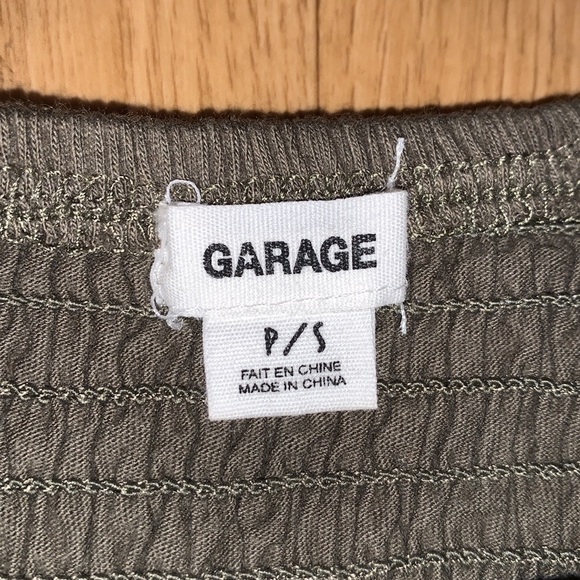 GARAGE
P/S
FAIT EN CHINE
MADE IN CHINA